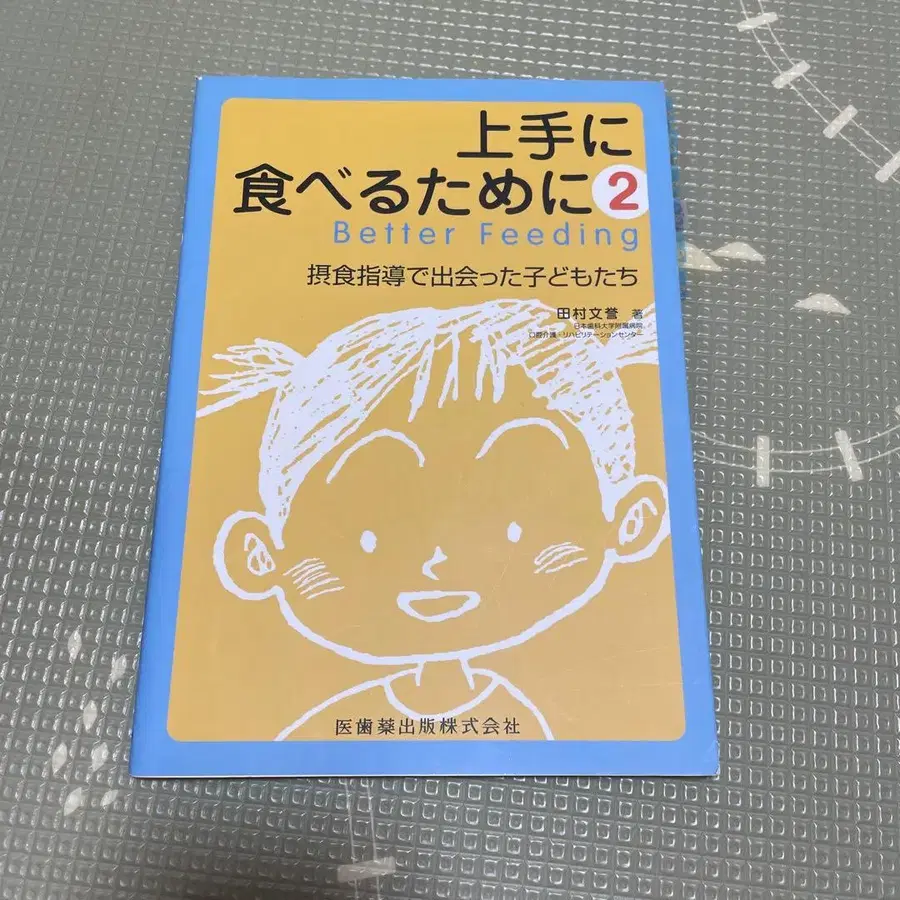 上手に
食べるために2
Better Feeding
摂食指導で出会った子どもたち
田村文誉 著
日本歯科大学附属病院
口腔介護・リハビリテーションセンター
医歯薬出版株式会社